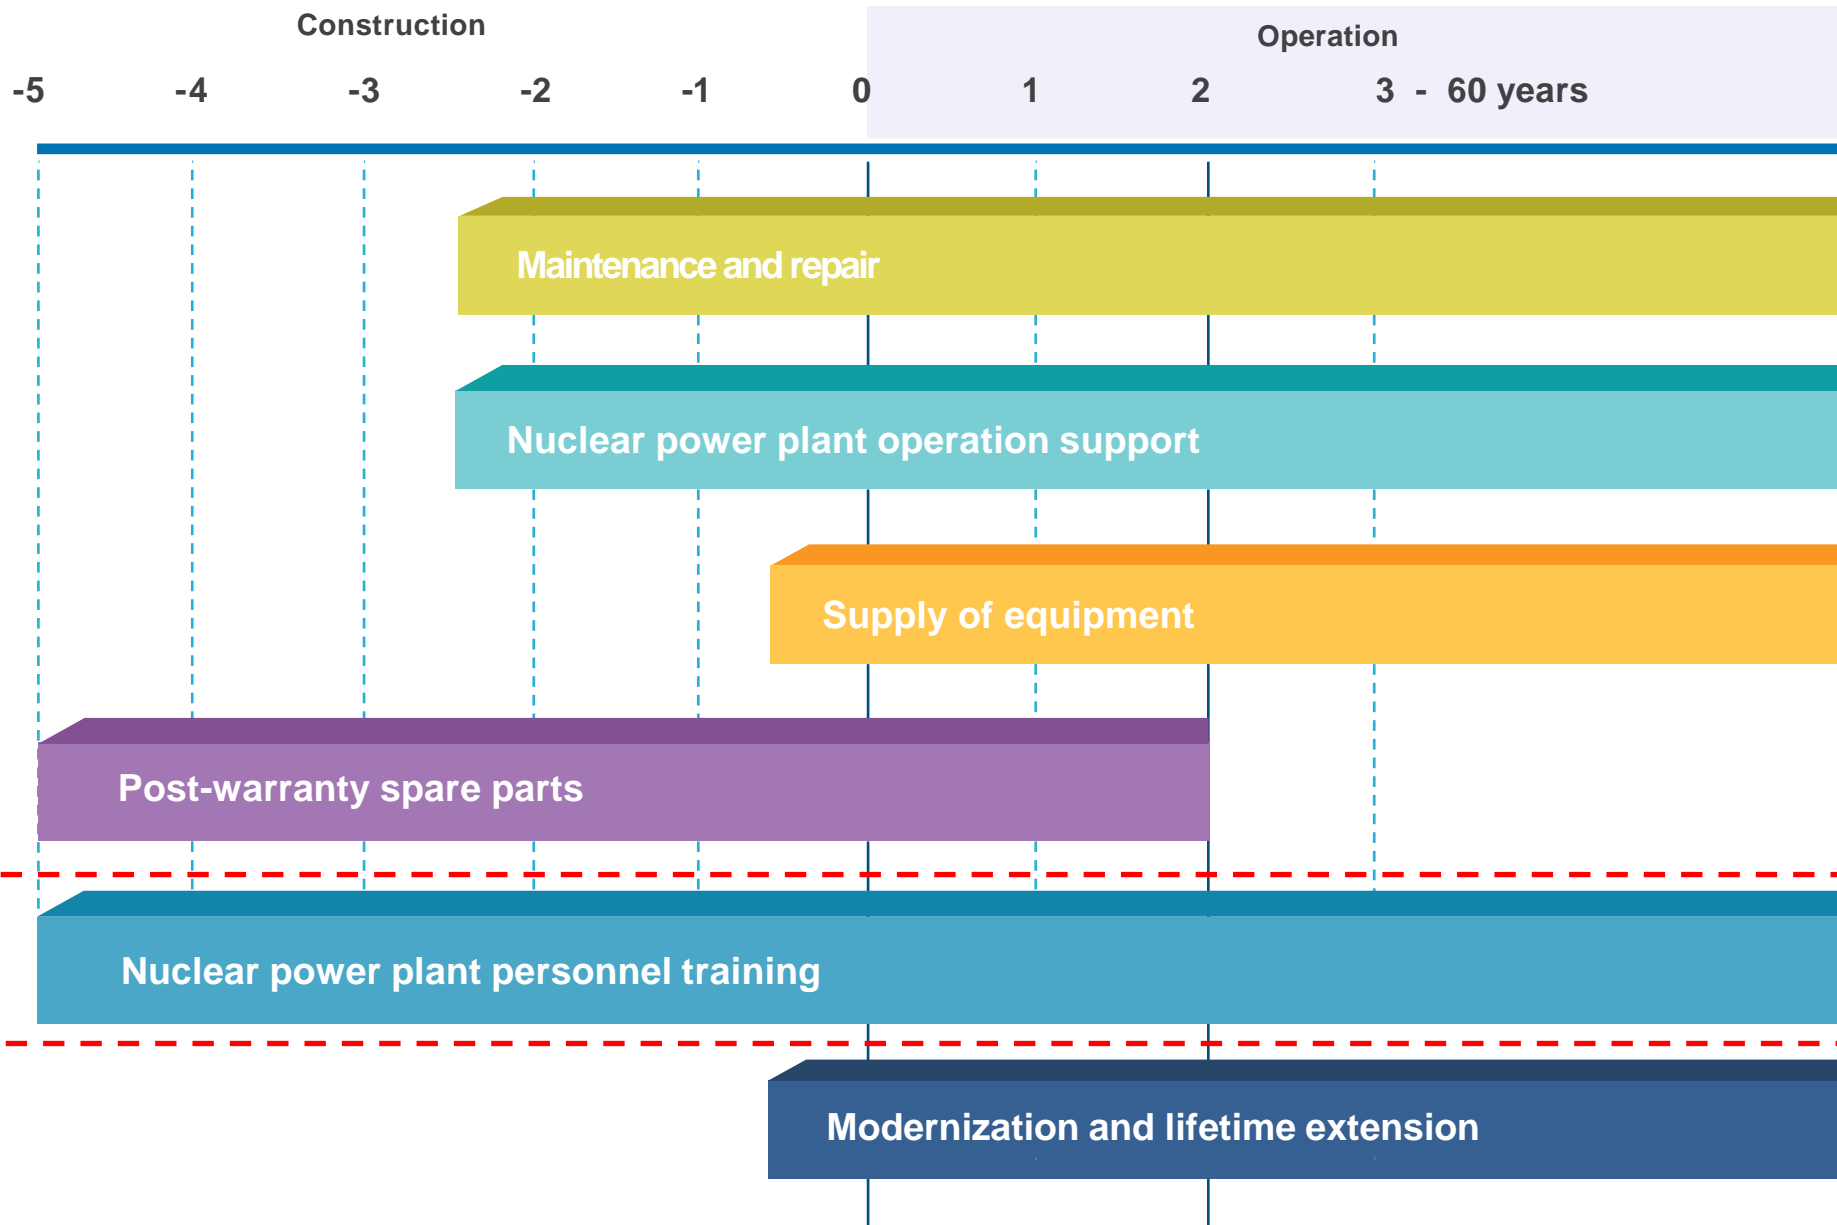 Construction
Operation
-5 -4 -3 -2 -1 0 1 2 3 - 60 years
Maintenance and repair
Nuclear power plant operation support
Supply of equipment
Post-warranty spare parts
Nuclear power plant personnel training
Modernization and lifetime extension